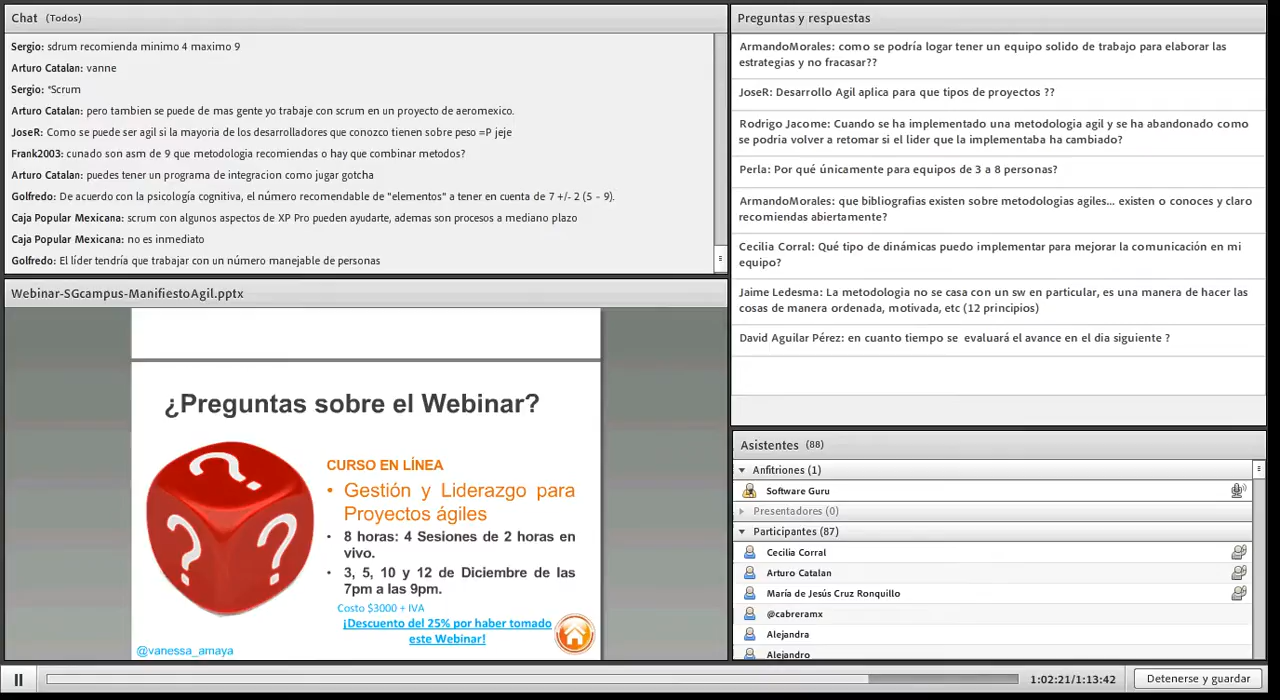 Chat (Todos)
Sergio: sdrum recomienda minimo 4 maximo 9
Arturo Catalan: vanne
Sergio: *Scrum
Arturo Catalan: pero tambien se puede de mas gente yo trabaje con scrum en un proyecto de aeromexico.
JoseR: Como se puede ser agil si la mayoria de los desarrolladores que conozco tienen sobre peso =P jeje
Frank2003: cunado son asm de 9 que metodologia recomiendas o hay que combinar metodos?
Arturo Catalan: puedes tener un programa de integracion como jugar gotcha
Golfredo: De acuerdo con la psicología cognitiva, el número recomendable de "elementos" a tener en cuenta de 7 +/- 2 (5 - 9).
Caja Popular Mexicana: scrum con algunos aspectos de XP Pro pueden ayudarte, ademas son procesos a mediano plazo
Caja Popular Mexicana: no es inmediato
Golfredo: El líder tendría que trabajar con un número manejable de personas
Webinar-SGcampus-ManifiestoAgil.pptx
¿Preguntas sobre el Webinar?
CURSO EN LÍNEA
• Gestión y Liderazgo para
Proyectos ágiles
• 8 horas: 4 Sesiones de 2 horas en
vivo.
• 3, 5, 10 y 12 de Diciembre de las
7pm a las 9pm.
Costo $3000 + IVA
¡Descuento del 25% por haber tomado
este Webinar!
@vanessa_amaya
Preguntas y respuestas
ArmandoMorales: como se podría logar tener un equipo solido de trabajo para elaborar las
estrategias y no fracasar??
JoseR: Desarrollo Agil aplica para que tipos de proyectos ??
Rodrigo Jacome: Cuando se ha implementado una metodologia agil y se ha abandonado como
se podria volver a retomar si el lider que la implementaba ha cambiado?
Perla: Por qué únicamente para equipos de 3 a 8 personas?
ArmandoMorales: que bibliografias existen sobre metodologias agiles... existen o conoces y claro
recomiendas abiertamente?
Cecilia Corral: Qué tipo de dinámicas puedo implementar para mejorar la comunicación en mi
equipo?
Jaime Ledesma: La metodologia no se casa con un sw en particular, es una manera de hacer las
cosas de manera ordenada, motivada, etc (12 principios)
David Aguilar Pérez: en cuanto tiempo se evaluará el avance en el dia siguiente ?
Asistentes (88)
Anfitriones (1)
Software Guru
Presentadores (0)
Participantes (87)
Cecilia Corral
Arturo Catalan
María de Jesús Cruz Ronquillo
@cabreramx
Alejandra
Alejandro
1:02:21/1:13:42
Detenerse y guardar